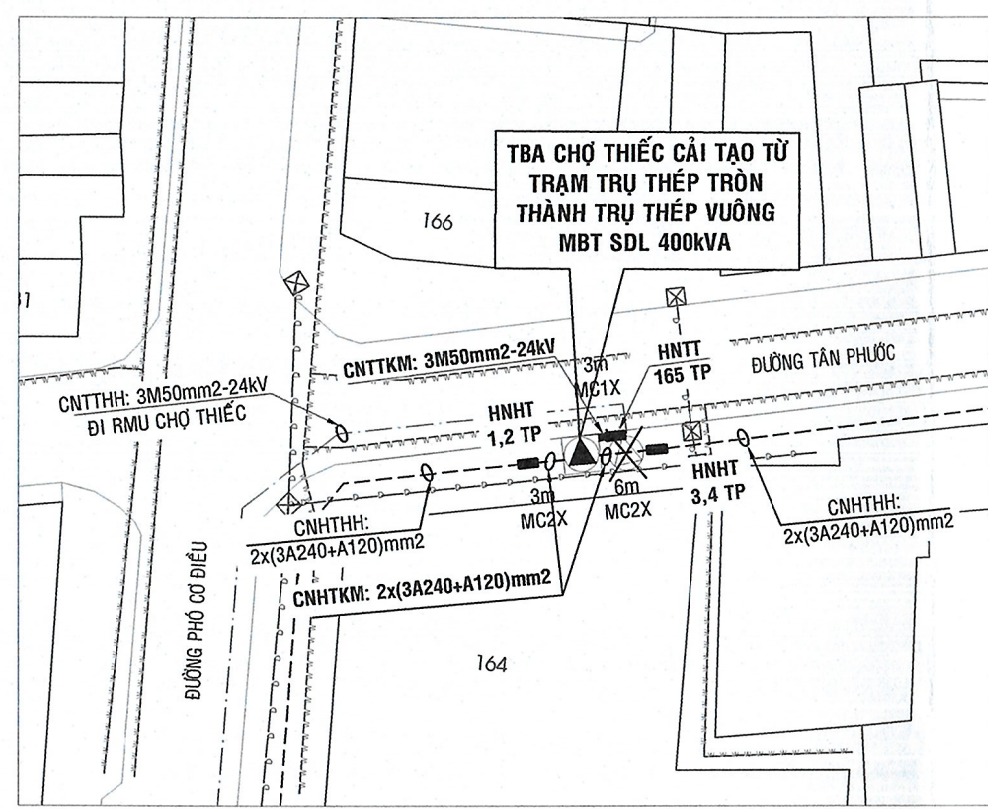 TBA CHỢ THIẾC CẢI TẠO TỪ
TRẠM TRỤ THÉP TRÒN
THÀNH TRỤ THÉP VUÔNG
MBT SDL 400kVA
166
31
CNTTKM: 3M50mm2-24kV
3m
MC1X
HNTT
165 TP
ĐƯỜNG TÂN PHƯỚC
CNTTHH: 3M50mm2-24kV
ĐI RMU CHỢ THIẾC
HNHT
1,2 TP
HNHT
3,4 TP
3m
MC2X
6m
MC2X
CNHTHH:
2x(3A240+A120)mm2
CNHTHH:
2x(3A240+A120)mm2
CNHTKM: 2x(3A240+A120)mm2
ĐƯỜNG PHÓ CƠ ĐIỀU
164